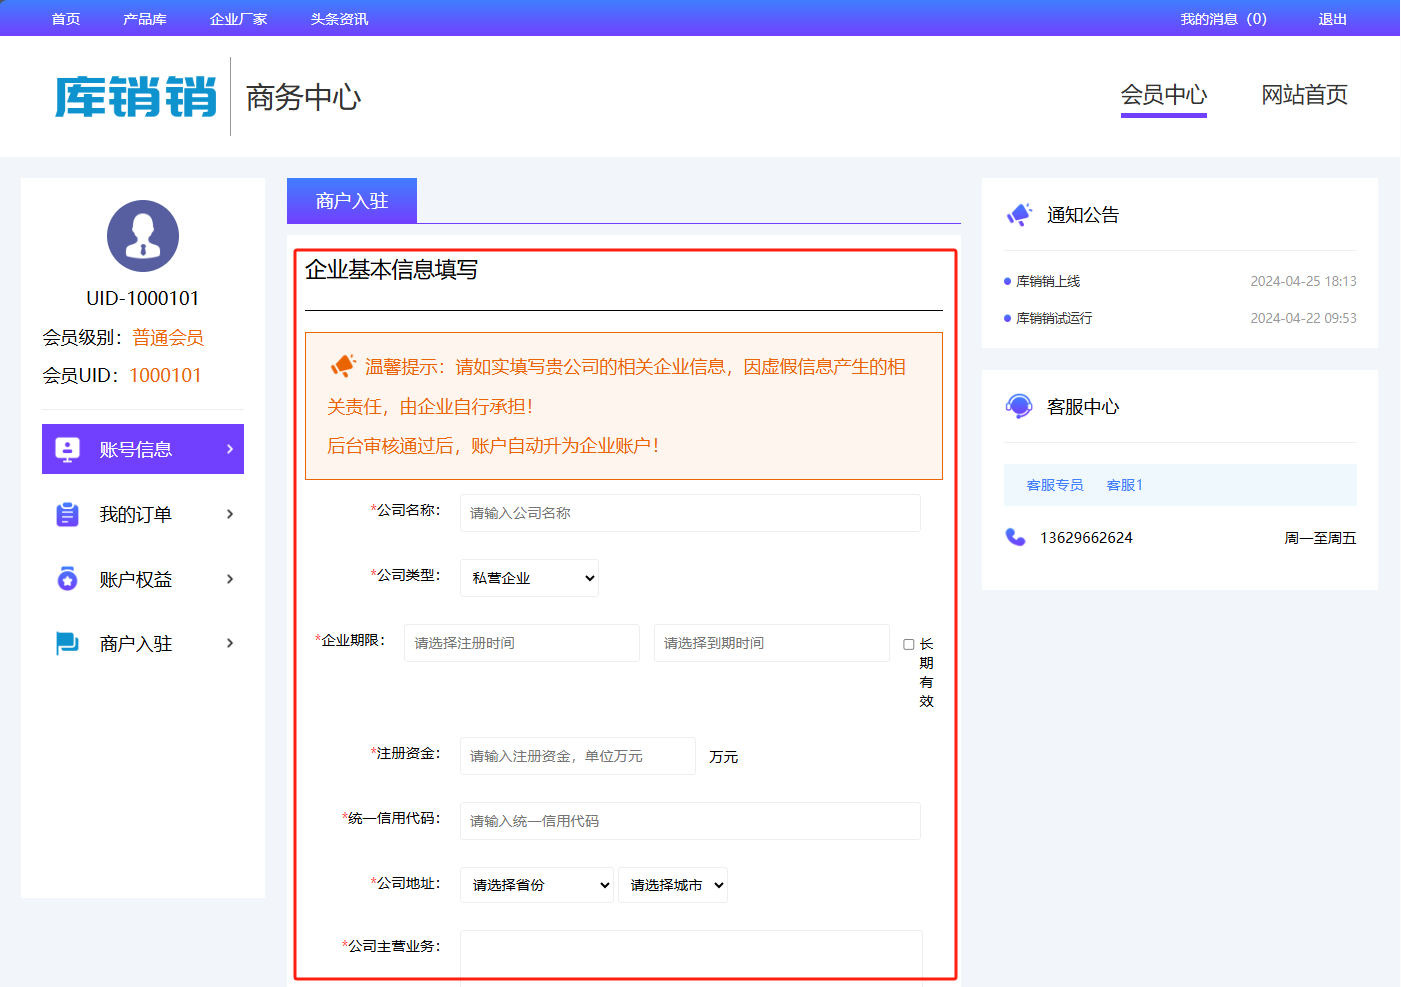 首页 产品库 企业厂家 头条资讯 我的消息（0） 退出
库销销 商务中心 会员中心 网站首页
UID-1000101
会员级别：普通会员
会员UID：1000101
账号信息
我的订单
账户权益
商户入驻
商户入驻
企业基本信息填写
温馨提示：请如实填写贵公司的相关企业信息，因虚假信息产生的相
关责任，由企业自行承担！
后台审核通过后，账户自动升为企业账户！
*公司名称： 请输入公司名称
*公司类型： 私营企业
*企业期限： 请选择注册时间 请选择到期时间 长
期
有
效
*注册资金： 请输入注册资金，单位万元 万元
*统一信用代码： 请输入统一信用代码
*公司地址： 请选择省份 请选择城市
*公司主营业务：
通知公告
库销销上线 2024-04-25 18:13
库销销试运行 2024-04-22 09:53
客服中心
客服专员 客服1
13629662624 周一至周五